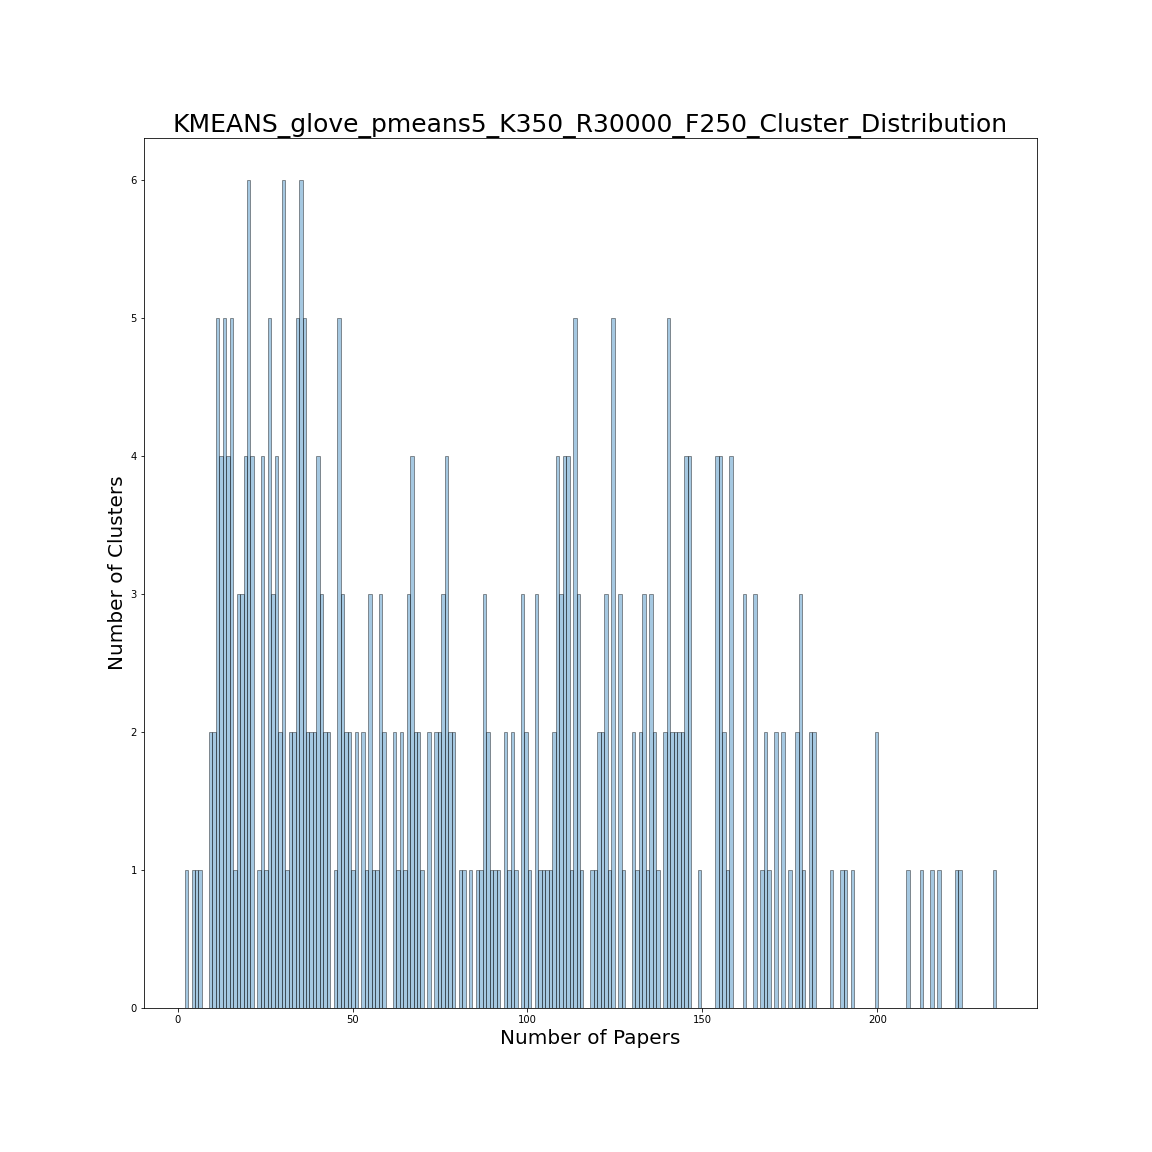 KMEANS_glove_pmeans5_K350_R30000_F250_Cluster_Distribution
6
5
4
3
2
1
0
Number of Clusters
0 50 100 150 200
Number of Papers